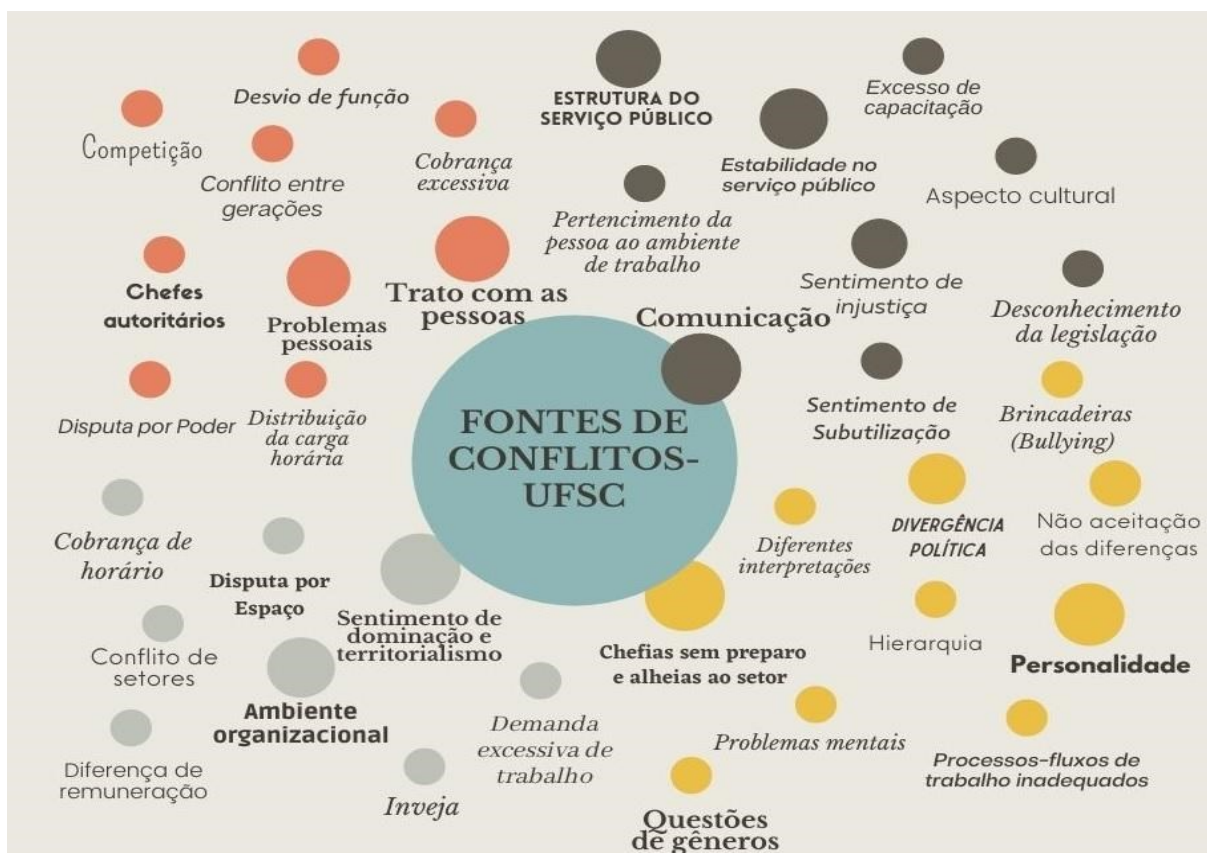 Desvio de função
Competição
Conflito entre
gerações
Cobrança
excessiva
ESTRUTURA DO
SERVIÇO PÚBLICO
Excesso de
capacitação
Estabilidade no
serviço público
Aspecto cultural
Pertencimento da
pessoa ao ambiente
de trabalho
Sentimento de
injustiça
Desconhecimento
da legislação
Chefes
autoritários
Problemas
pessoais
Trato com as
pessoas
Comunicação
Disputa por Poder
Distribuição
da carga
horária
FONTES DE
CONFLITOS-
UFSC
Sentimento de
Subutilização
Brincadeiras
(Bullying)
Cobrança de
horário
Disputa por
Espaço
Sentimento de
dominação e
territorialismo
Diferentes
interpretações
DIVERGÊNCIA
POLÍTICA
Não aceitação
das diferenças
Conflito de
setores
Ambiente
organizacional
Chefias sem preparo
e alheias ao setor
Hierarquia
Personalidade
Diferença de
remuneração
Inveja
Demanda
excessiva de
trabalho
Problemas mentais
Processos-fluxos de
trabalho inadequados
Questões
de gêneros